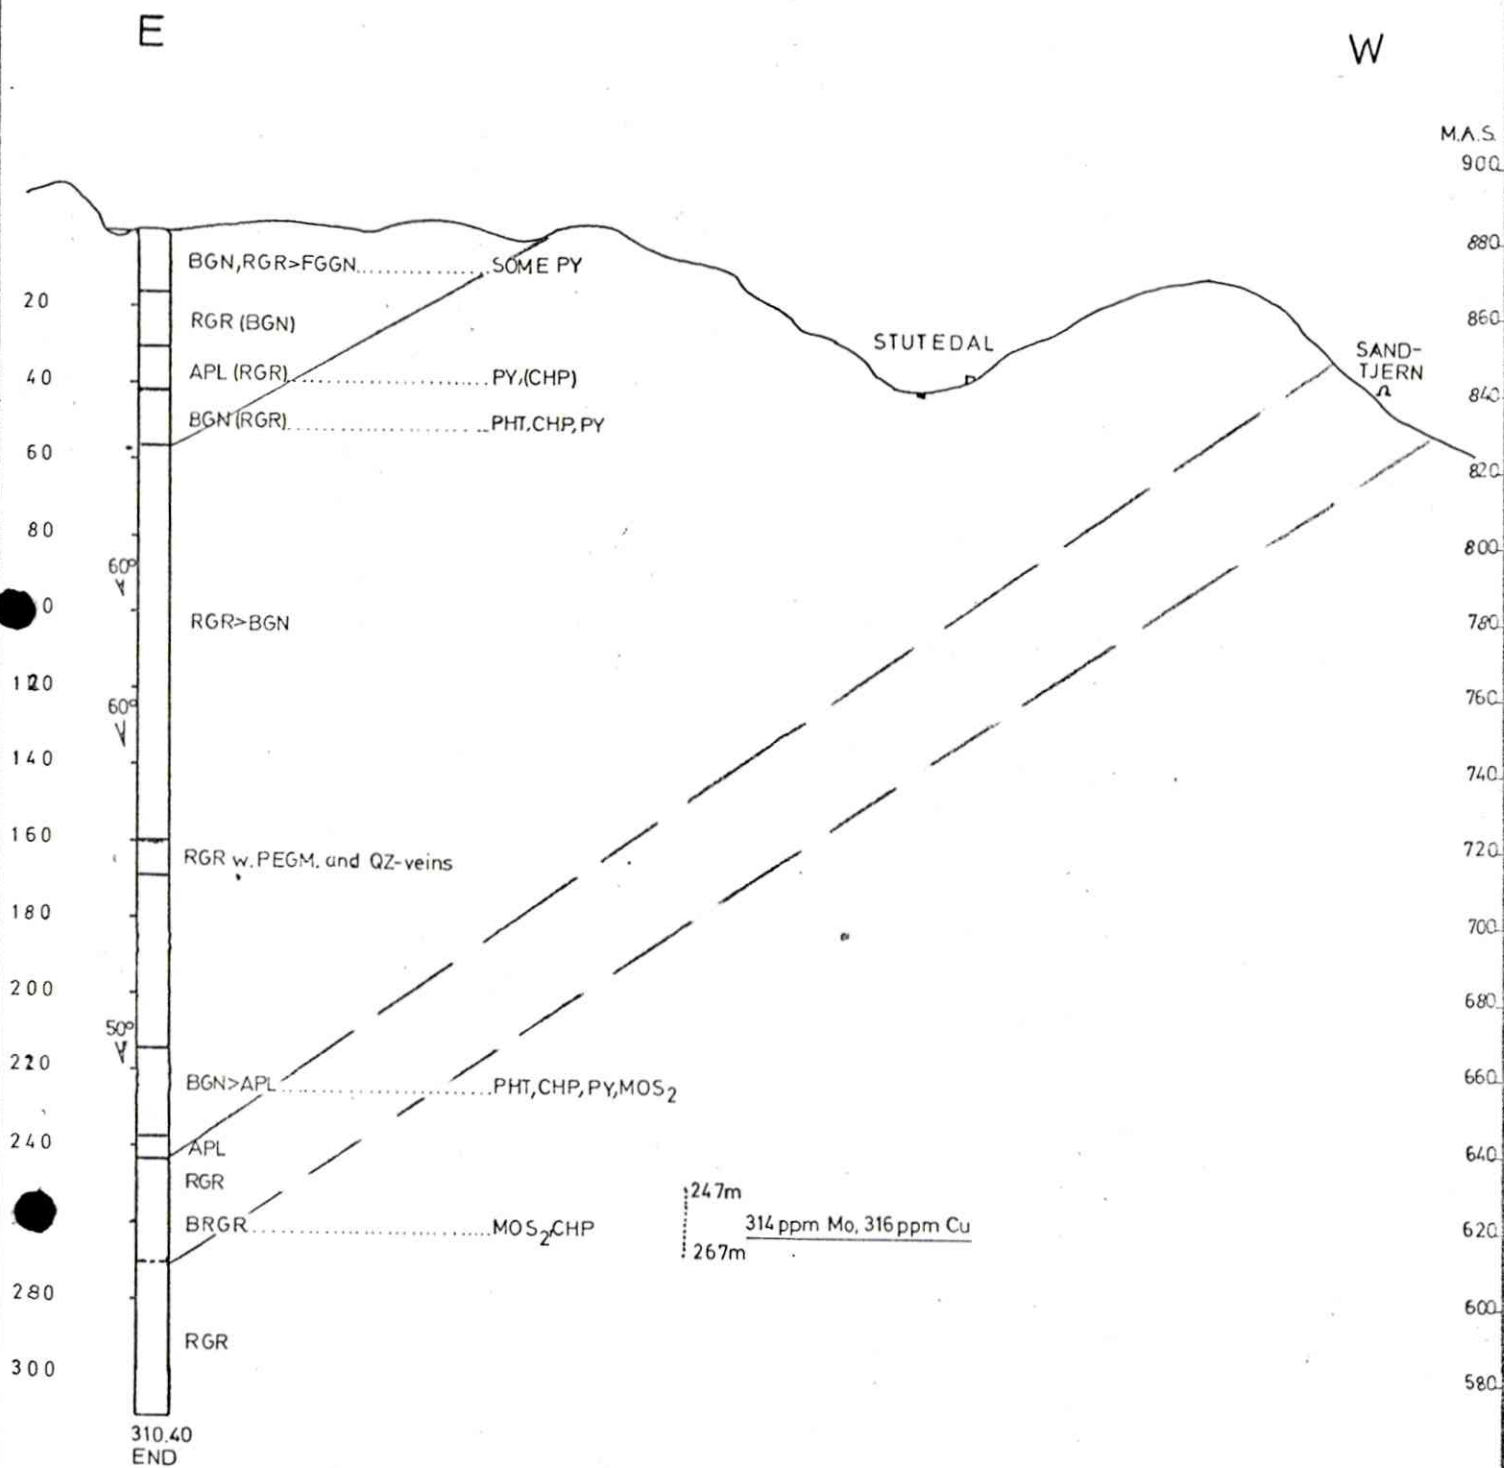 E
W
M.A.S.
900
880
BGN,RGR>FGGN..................SOME PY
20
RGR (BGN)
860
STUTEDAL
SAND-
TJERN
APL (RGR)...........................PY,(CHP)
40
840
BGN (RGR)...........................PHT,CHP,PY
60
820
80
800
60°
0
RGR>BGN
780
120
60°
760
140
740
160
RGR w. PEGM. and QZ-veins
720
180
700
200
680
50°
220
BGN>APL............................PHT,CHP,PY,MOS2
660
240
APL
640
RGR
247m
BRGR.................................MOS2,CHP
314 ppm Mo, 316 ppm Cu
620
267m
280
600
RGR
300
580
310.40
END